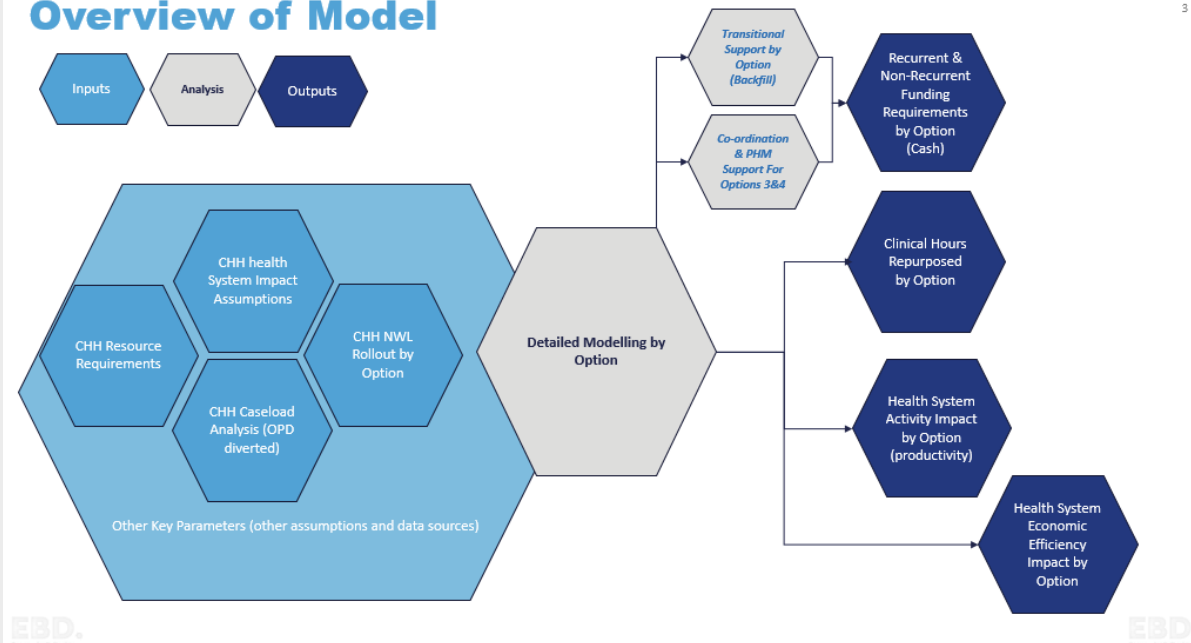 Overview of Model
3
Inputs
Analysis
Outputs
Transitional
Support by
Option
(Backfill)
Co-ordination
& PHM
Support For
Options 3&4
Recurrent &
Non-Recurrent
Funding
Requirements
by Option
(Cash)
CHH health
System Impact
Assumptions
CHH Resource
Requirements
CHH NWL
Rollout by
Option
CHH Caseload
Analysis (OPD
diverted)
Other Key Parameters (other assumptions and data sources)
Detailed Modelling by
Option
Clinical Hours
Repurposed
by Option
Health System
Activity Impact
by Option
(productivity)
Health System
Economic
Efficiency
Impact by
Option
EBD.
EBD